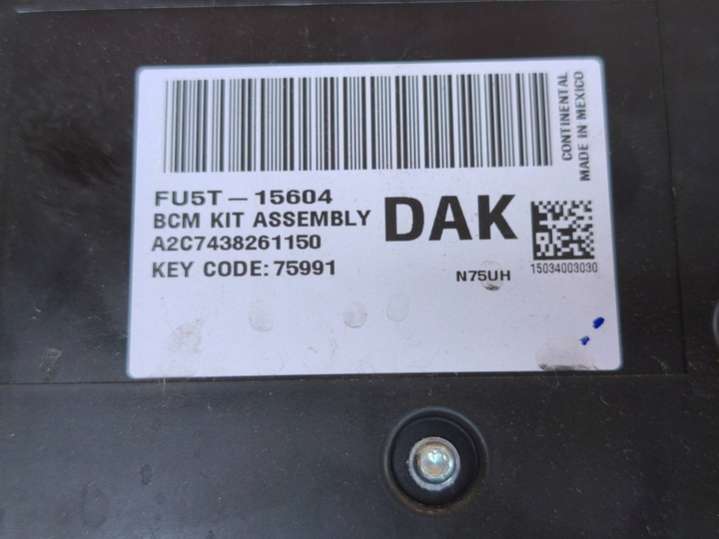 CONTINENTAL
MADE IN MEXICO
FU5T-15604
BCM KIT ASSEMBLY
DAK
A2C7438261150
KEY CODE:75991
N75UH
15034003030